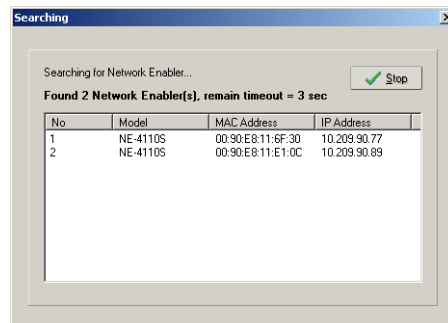 Searching
Searching for Network Enabler...
Stop
Found 2 Network Enabler(s), remain timeout = 3 sec
No Model MAC Address IP Address
1 NE-4110S 00:90:E8:11:6F:30 10.209.90.77
2 NE-4110S 00:90:E8:11:E1:0C 10.209.90.89